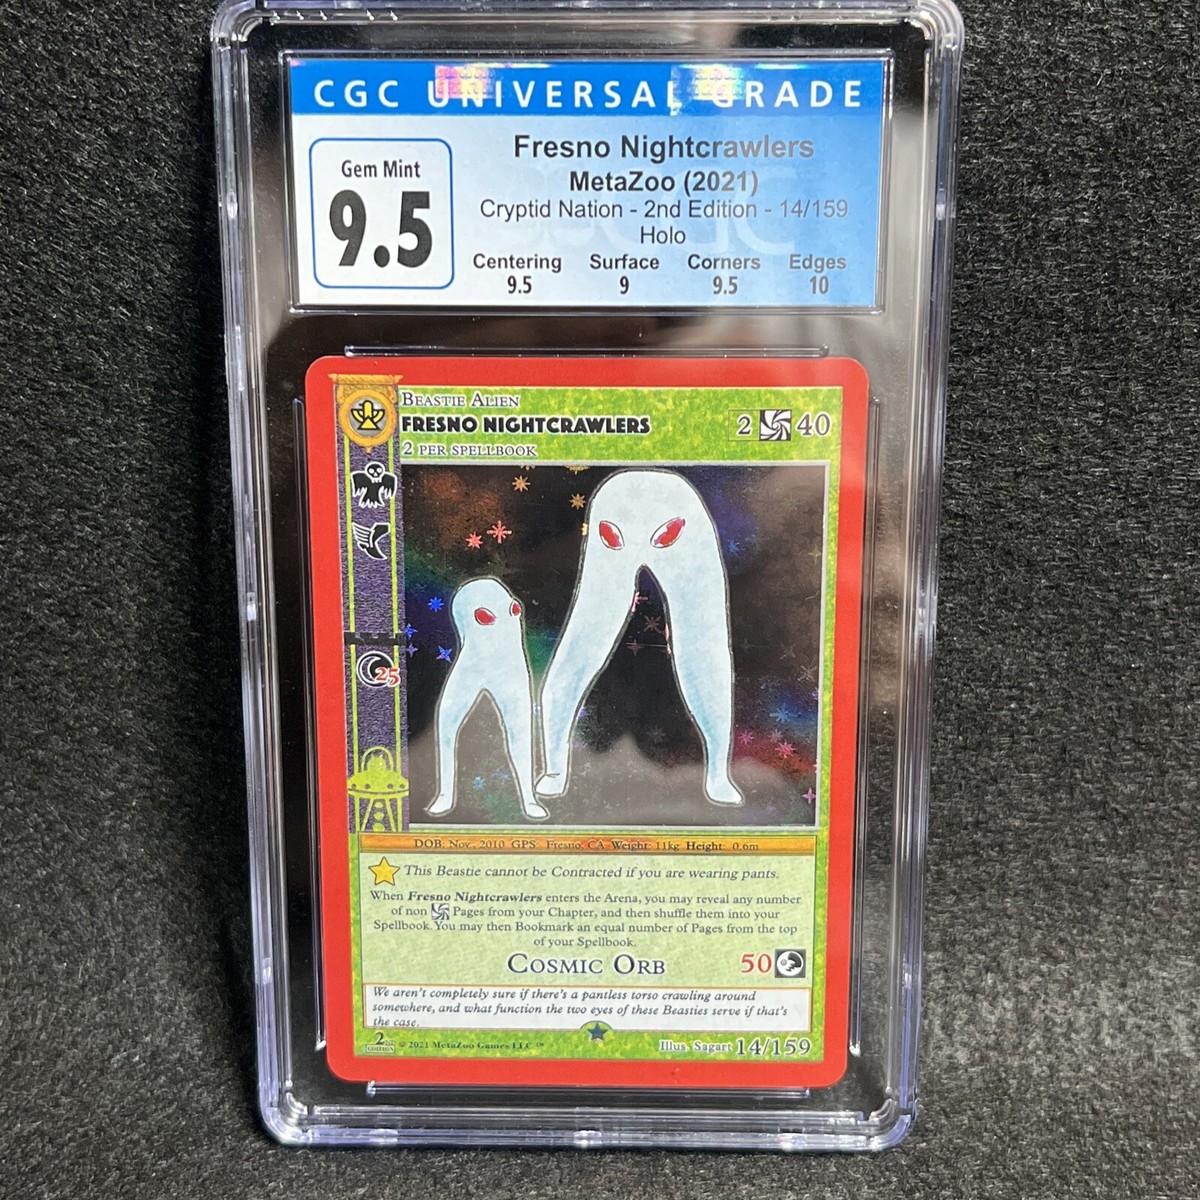 CGC UNIVERSAL GRADE
Gem Mint
9.5
Fresno Nightcrawlers
MetaZoo (2021)
Cryptid Nation - 2nd Edition - 14/159
Holo
Centering Surface Corners Edges
9.5 9 9.5 10
BEASTIE ALIEN
FRESNO NIGHTCRAWLERS
2 40
2 PER SPELLBOOK
25
DOB: Nov., 2010 GPS: Fresno, CA Weight: 11kg Height: 0.6m
This Beastie cannot be Contracted if you are wearing pants.
When Fresno Nightcrawlers enters the Arena, you may reveal any number
of non Pages from your Chapter, and then shuffle them into your
Spellbook. You may then Bookmark an equal number of Pages from the top
of your Spellbook.
COSMIC ORB 50
We aren't completely sure if there's a pantless torso crawling around
somewhere, and what function the two eyes of these Beasties serve if that's
the case.
2ND EDITION © 2021 MetaZoo Games LLC ™ Illus. Sagart 14/159